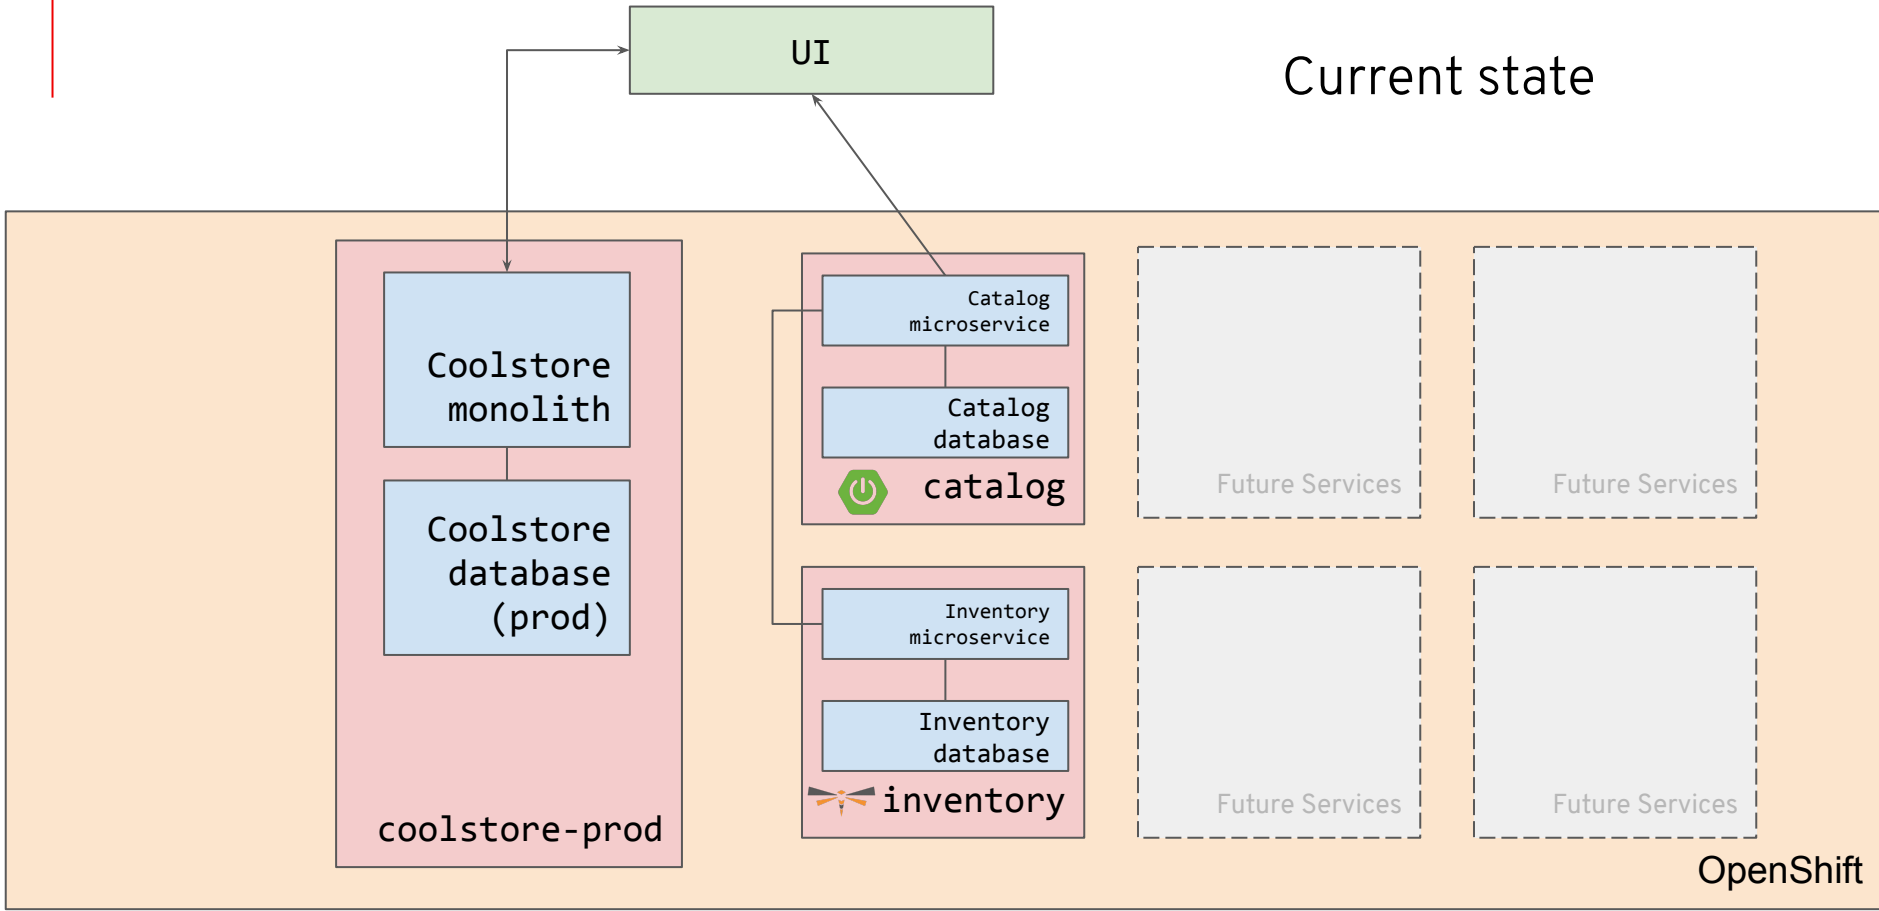 UI
Current state
Coolstore
monolith
Coolstore
database
(prod)
coolstore-prod
Catalog
microservice
Catalog
database
catalog
Inventory
microservice
Inventory
database
inventory
Future Services
Future Services
Future Services
Future Services
OpenShift